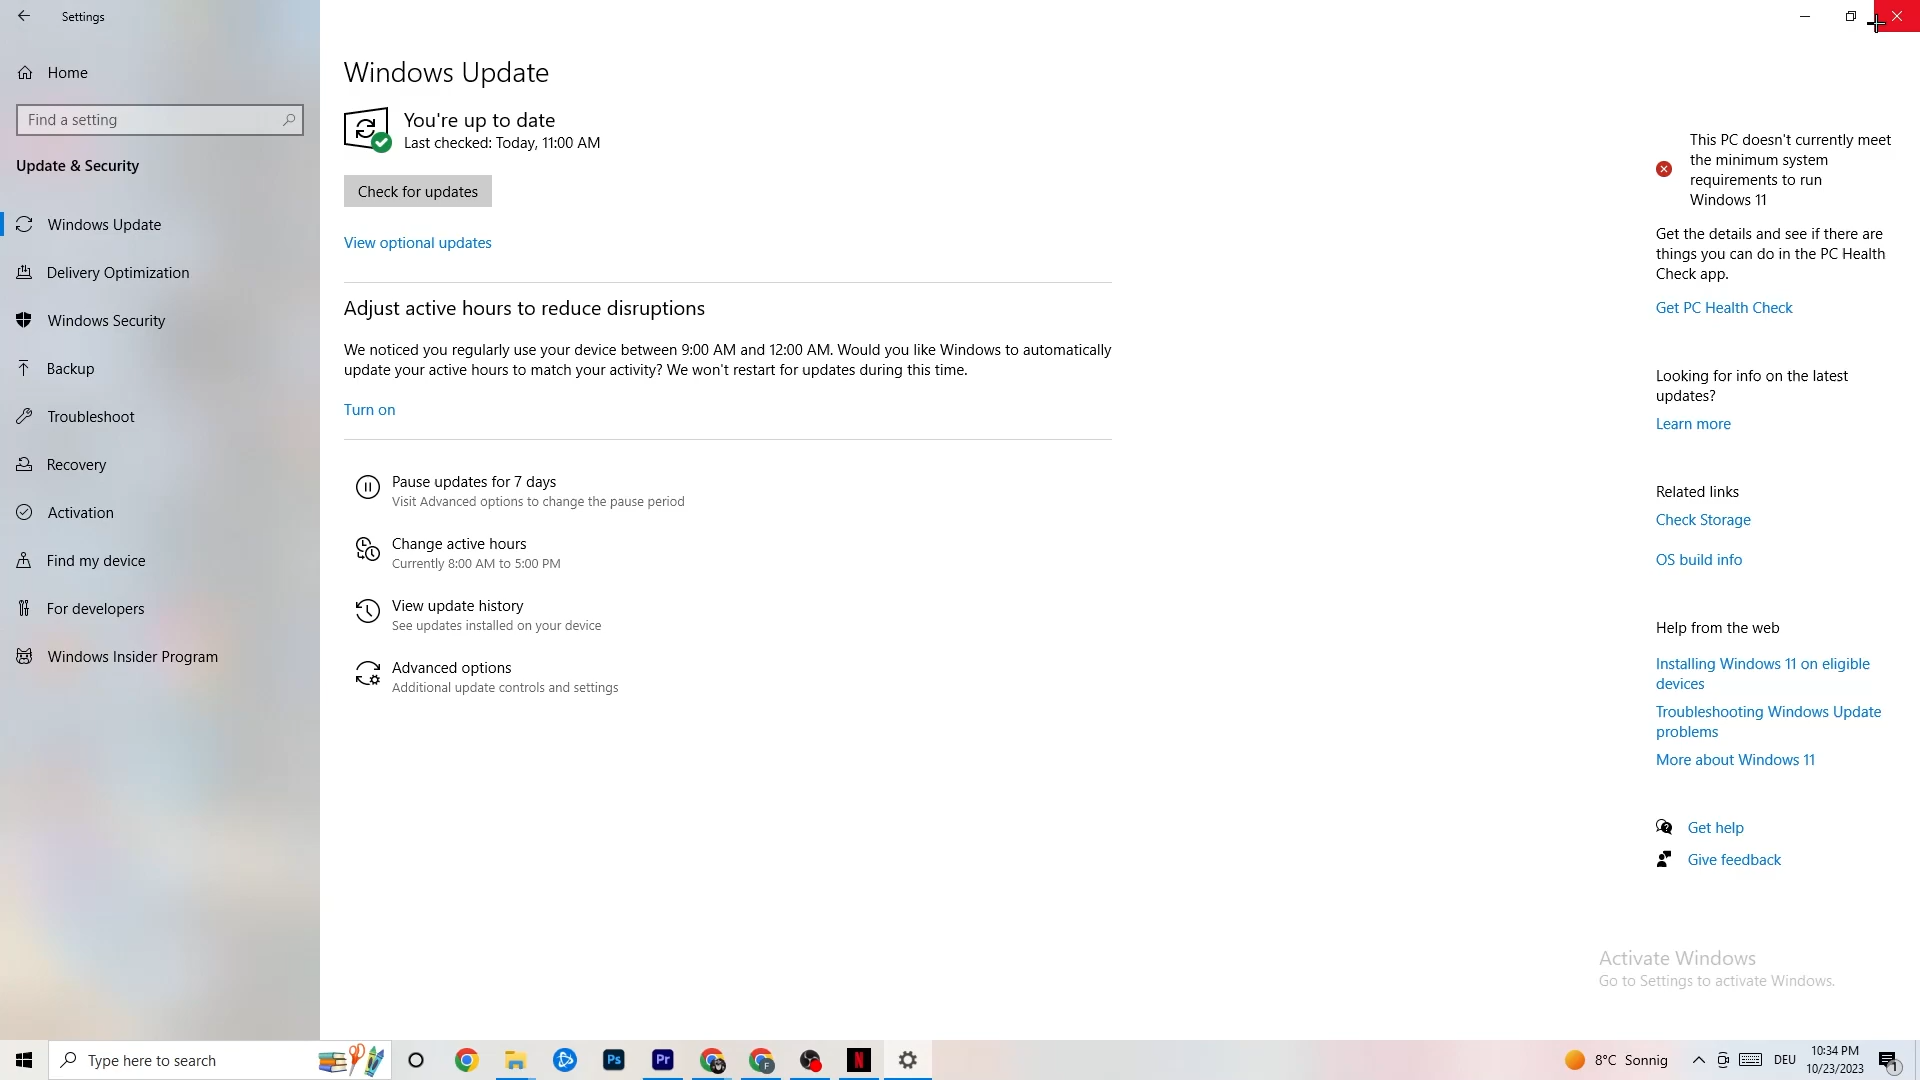 Settings
Home
Find a setting
Update & Security
Windows Update
Delivery Optimization
Windows Security
Backup
Troubleshoot
Recovery
Activation
Find my device
For developers
Windows Insider Program
Windows Update
You're up to date
Last checked: Today, 11:00 AM
Check for updates
View optional updates
Adjust active hours to reduce disruptions
We noticed you regularly use your device between 9:00 AM and 12:00 AM. Would you like Windows to automatically
update your active hours to match your activity? We won't restart for updates during this time.
Turn on
Pause updates for 7 days
Visit Advanced options to change the pause period
Change active hours
Currently 8:00 AM to 5:00 PM
View update history
See updates installed on your device
Advanced options
Additional update controls and settings
This PC doesn't currently meet
the minimum system
requirements to run
Windows 11
Get the details and see if there are
things you can do in the PC Health
Check app.
Get PC Health Check
Looking for info on the latest
updates?
Learn more
Related links
Check Storage
OS build info
Help from the web
Installing Windows 11 on eligible
devices
Troubleshooting Windows Update
problems
More about Windows 11
Get help
Give feedback
Activate Windows
Go to Settings to activate Windows.
Type here to search
Ps
Pr
F
N
8°C Sonnig
DEU
10:34 PM
10/23/2023
1